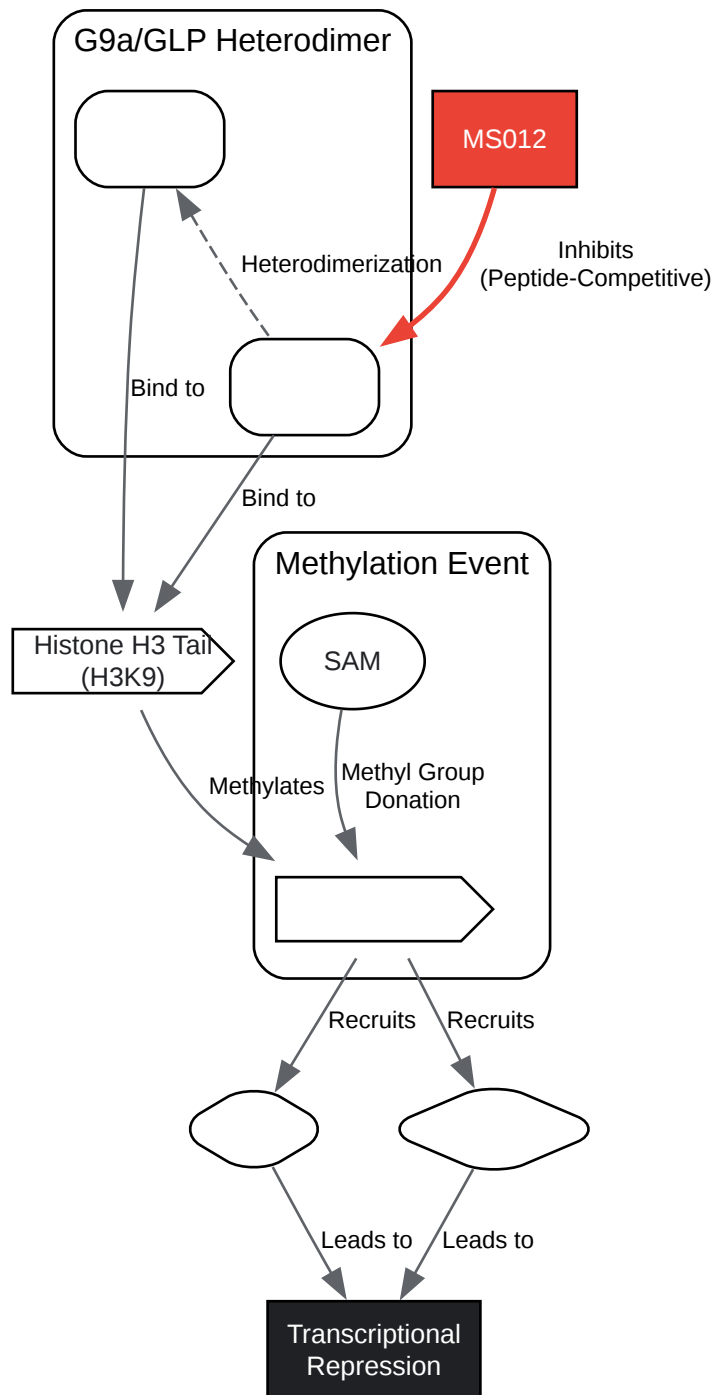 G9a/GLP Heterodimer
MS012
Heterodimerization
Inhibits
(Peptide-Competitive)
Bind to
Bind to
Methylation Event
Histone H3 Tail
(H3K9)
SAM
Methylates
Methyl Group
Donation
Recruits
Recruits
Leads to
Leads to
Transcriptional
Repression